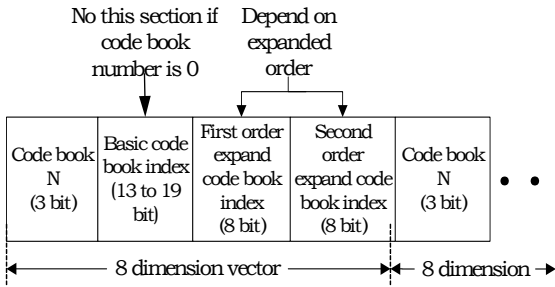 No this section if
code book
number is 0
Depend on
expanded
order
Code book
N
(3 bit)
Basic code
book index
(13 to 19
bit)
First order
expand
code book
index
(8 bit)
Second
order
expand code
book index
(8 bit)
Code book
N
(3 bit)
• •
8 dimension vector
8 dimension